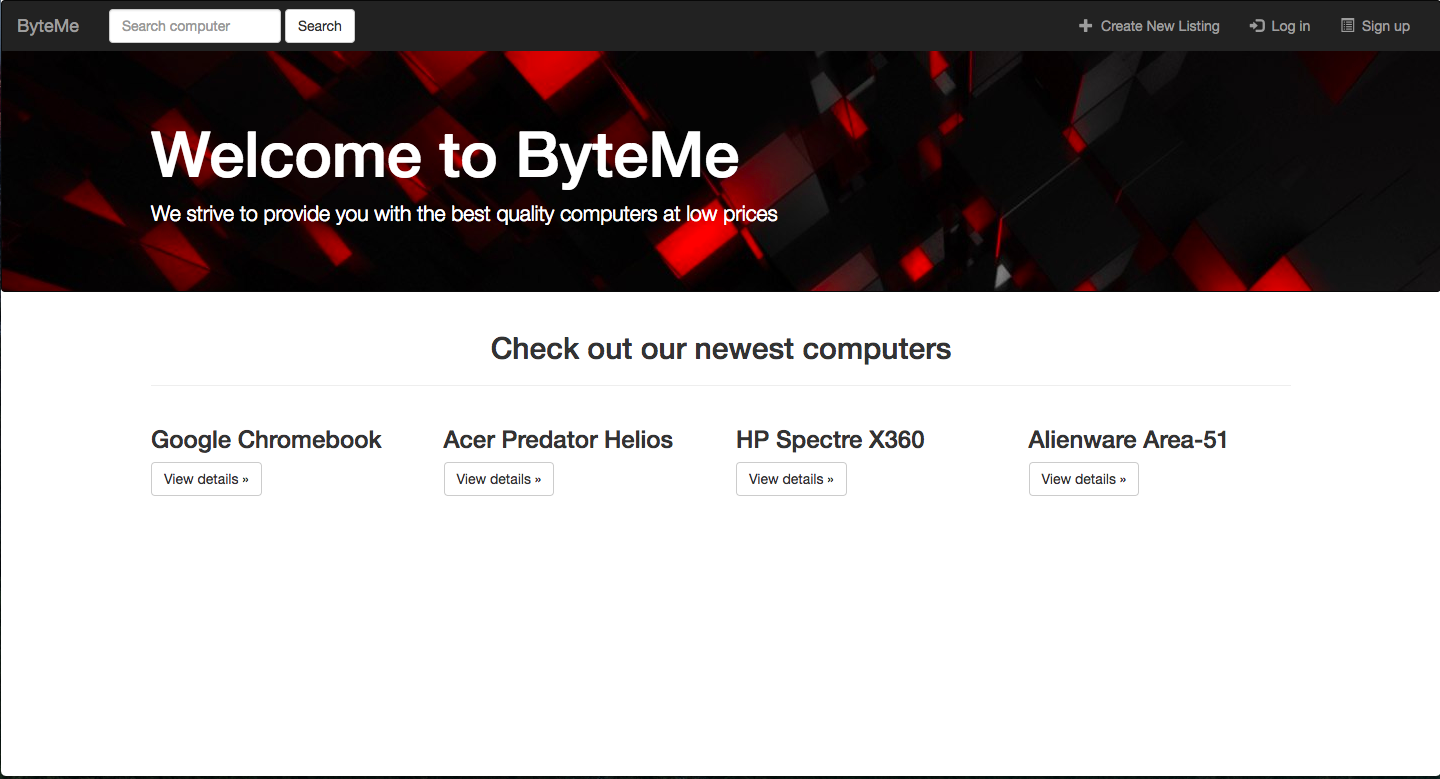 ByteMe Search computer Search Create New Listing Log in Sign up
Welcome to ByteMe
We strive to provide you with the best quality computers at low prices
Check out our newest computers
Google Chromebook Acer Predator Helios HP Spectre X360 Alienware Area-51
View details » View details » View details » View details »